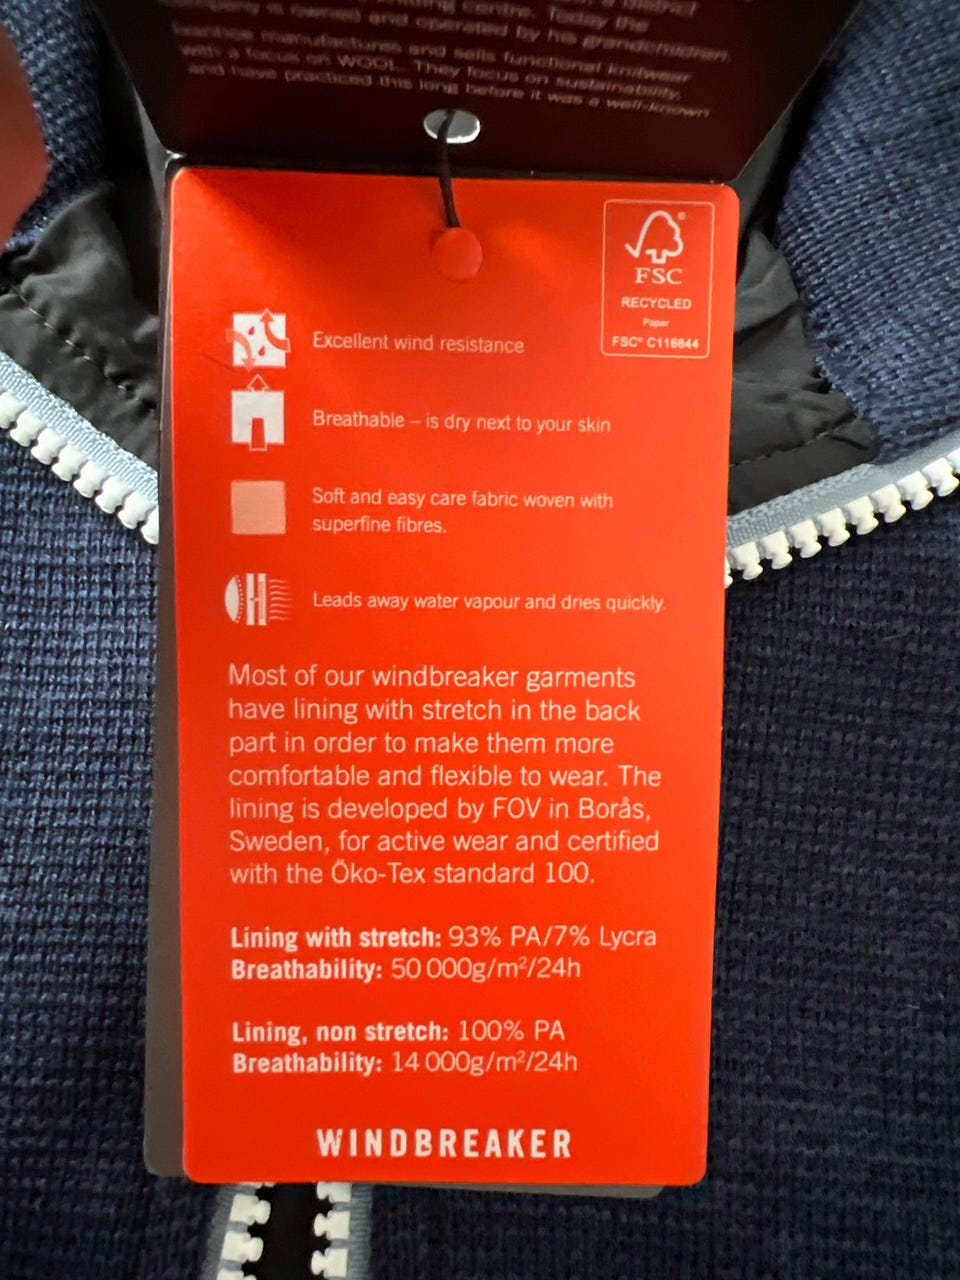 company is owned and operated by his grandchildren.
manufactures and sells functional knitwear
with a focus on WOOL. They focus on sustainability,
and have practiced this long before it was a well-known
FSC®
RECYCLED
Paper
FSC® C116844
Excellent wind resistance
Breathable – is dry next to your skin
Soft and easy care fabric woven with
superfine fibres.
Leads away water vapour and dries quickly.
Most of our windbreaker garments
have lining with stretch in the back
part in order to make them more
comfortable and flexible to wear. The
lining is developed by FOV in Borås,
Sweden, for active wear and certified
with the Öko-Tex standard 100.
Lining with stretch: 93% PA/7% Lycra
Breathability: 50 000g/m²/24h
Lining, non stretch: 100% PA
Breathability: 14 000g/m²/24h
WINDBREAKER